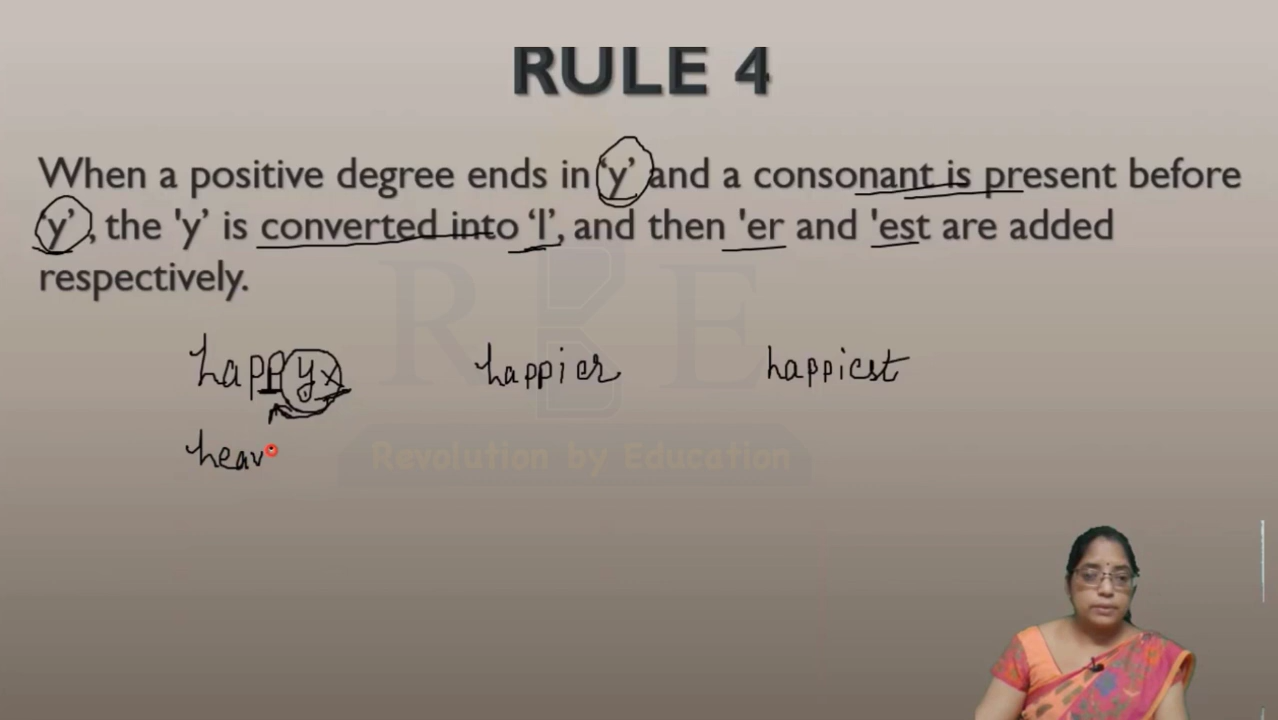 RULE 4
When a positive degree ends in ‘y’ and a consonant is present before
‘y’, the 'y’ is converted into ‘I’, and then 'er and 'est are added
respectively.
R B E
happy happier happiest
heav
Revolution by Education